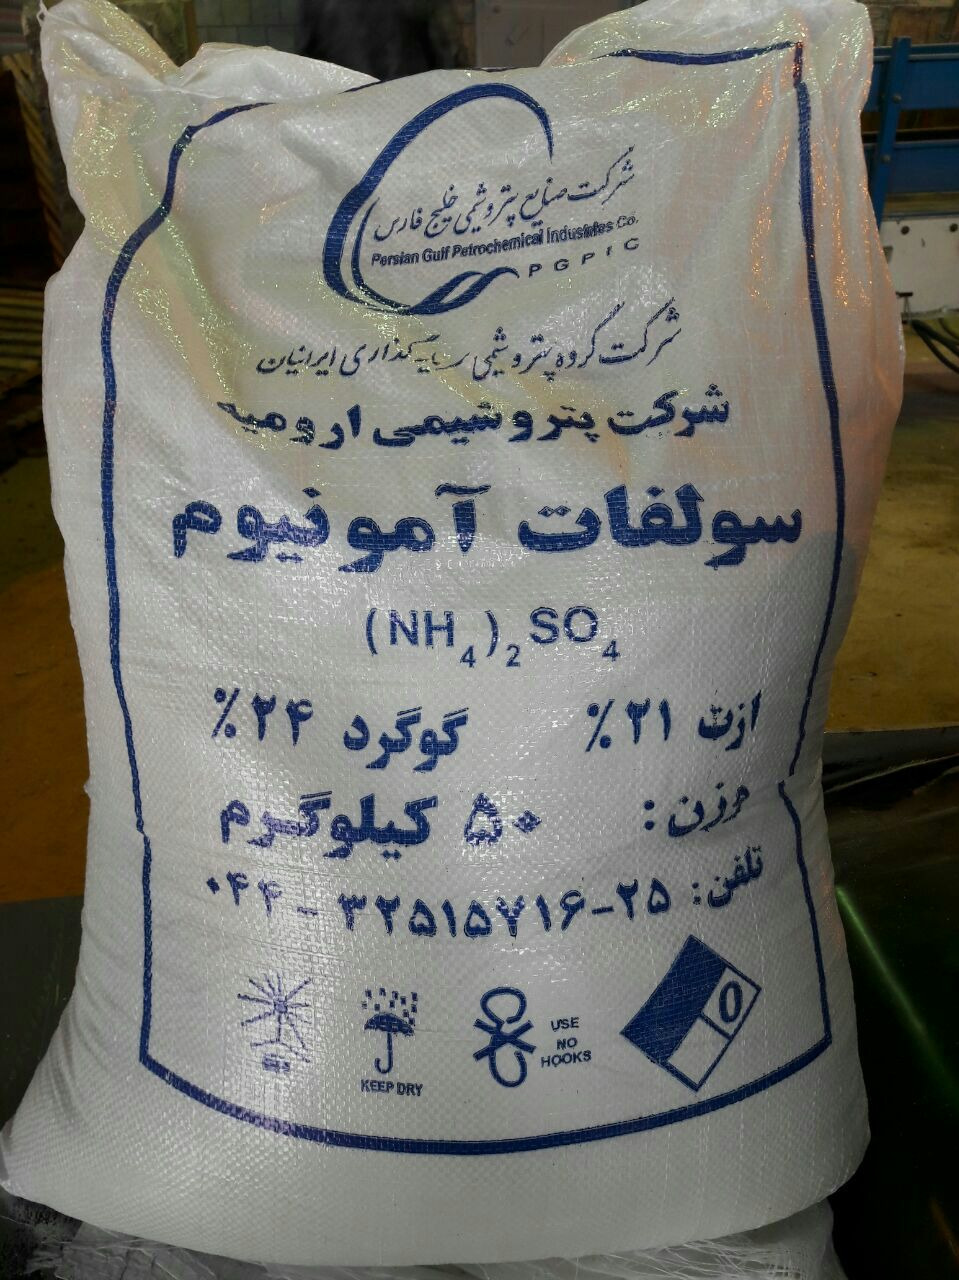 شرکت صنایع پتروشیمی خلیج فارس
Persian Gulf Petrochemical Industries Co.
PGPIC
شرکت گروه پتروشیمی سرمایه گذاری ایرانیان
شرکت پتروشیمی ارومیه
سولفات آمونیوم
(NH4)2SO4
ازت ۲۱٪ گوگرد ۲۴٪
وزن: ۵۰ کیلوگرم
تلفن: ۲۵-۳۲۵۱۵۷۱۶ - ۰۴۴
KEEP DRY
USE
NO
HOOKS
0